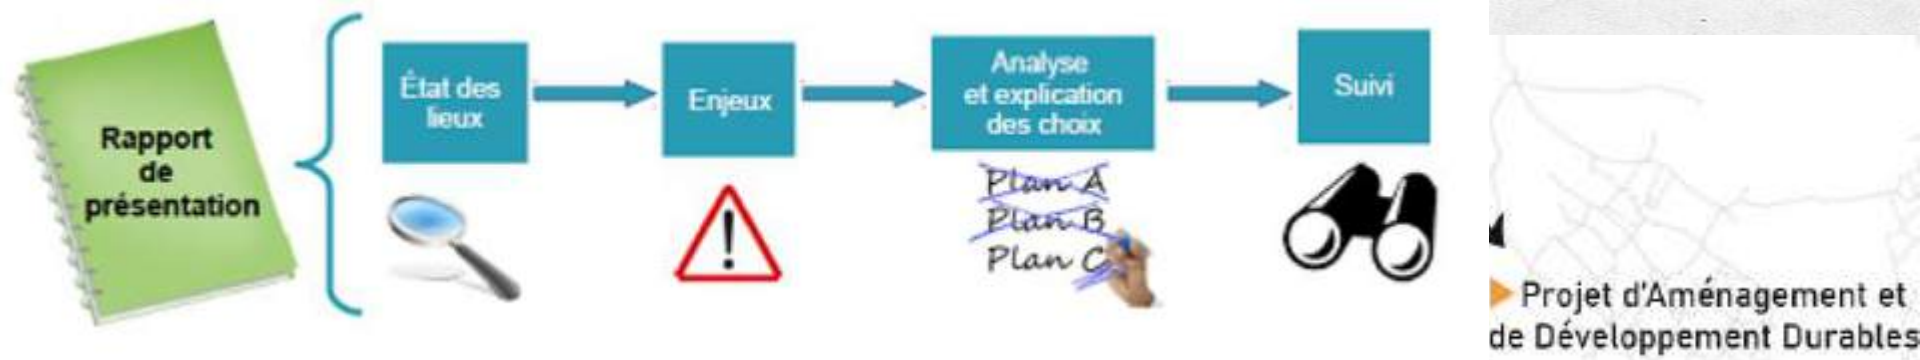 Rapport
de
présentation
État des
lieux
Enjeux
Analyse
et explication
des choix
Plan A
Plan B
Plan C
Suivi
Projet d'Aménagement et
de Développement Durables